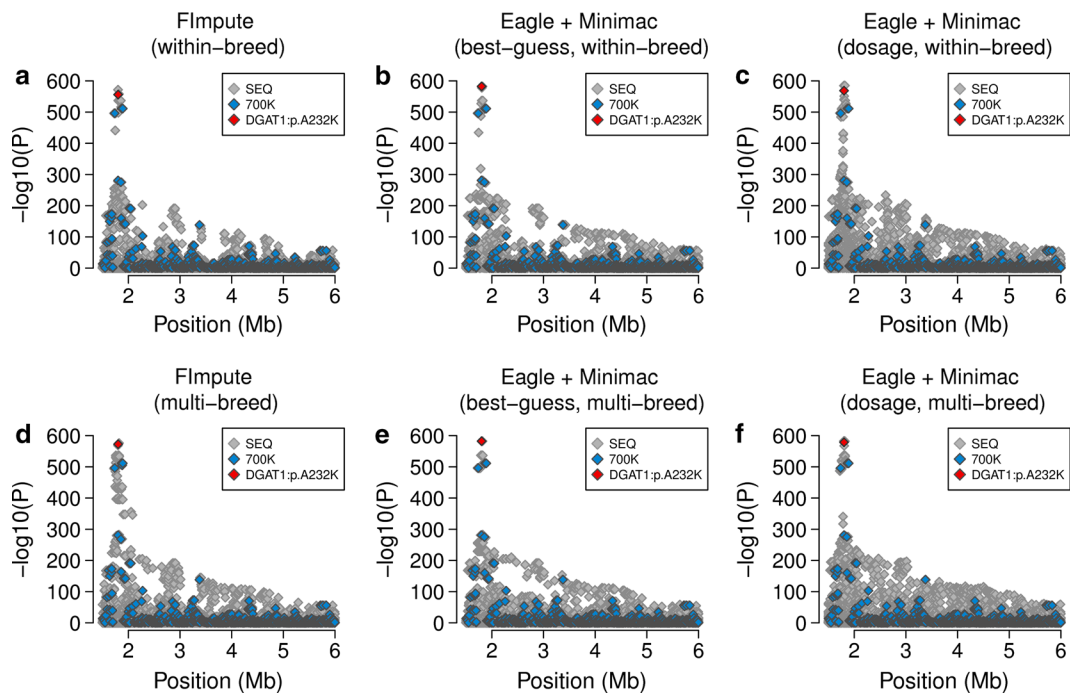 FImpute
(within−breed)
a
−log10(P)
600
500
400
300
200
100
0
SEQ
700K
DGAT1:p.A232K
2 3 4 5 6
Position (Mb)
Eagle + Minimac
(best−guess, within−breed)
b
−log10(P)
600
500
400
300
200
100
0
SEQ
700K
DGAT1:p.A232K
2 3 4 5 6
Position (Mb)
Eagle + Minimac
(dosage, within−breed)
c
−log10(P)
600
500
400
300
200
100
0
SEQ
700K
DGAT1:p.A232K
2 3 4 5 6
Position (Mb)
FImpute
(multi−breed)
d
−log10(P)
600
500
400
300
200
100
0
SEQ
700K
DGAT1:p.A232K
2 3 4 5 6
Position (Mb)
Eagle + Minimac
(best−guess, multi−breed)
e
−log10(P)
600
500
400
300
200
100
0
SEQ
700K
DGAT1:p.A232K
2 3 4 5 6
Position (Mb)
Eagle + Minimac
(dosage, multi−breed)
f
−log10(P)
600
500
400
300
200
100
0
SEQ
700K
DGAT1:p.A232K
2 3 4 5 6
Position (Mb)